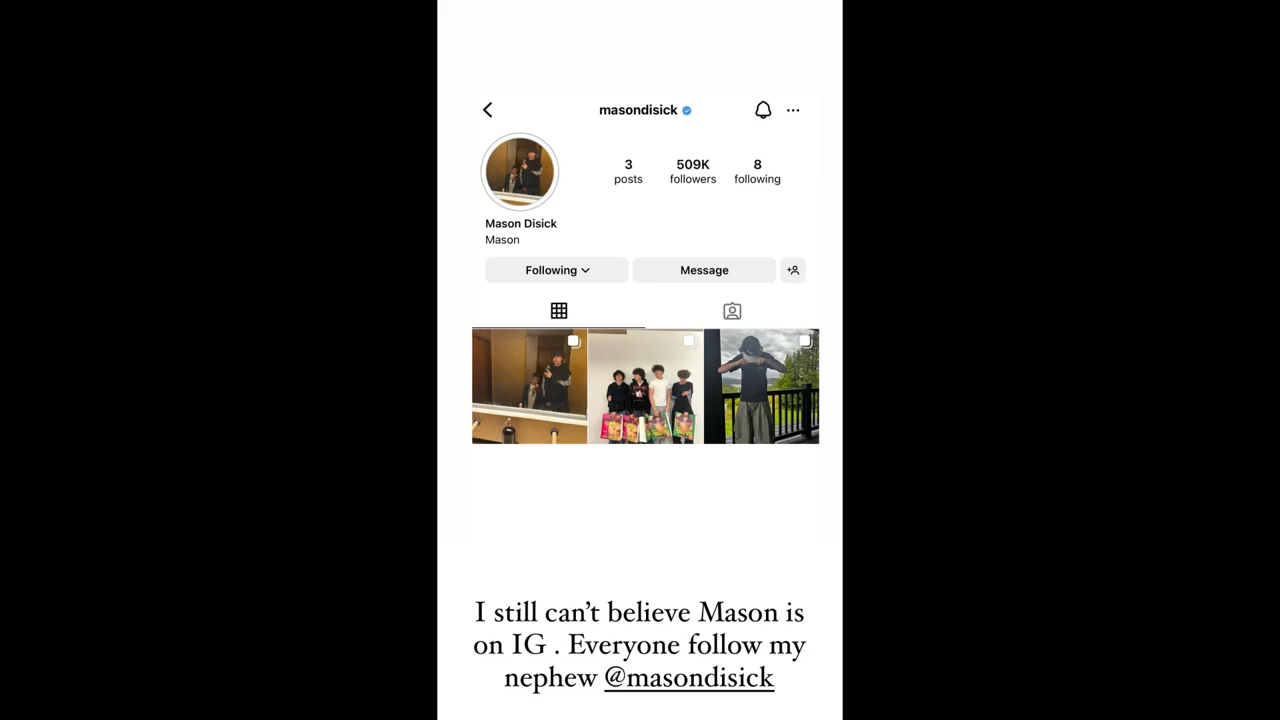 masondisick
3 509K 8
posts followers following
Mason Disick
Mason
Following Message
I still can’t believe Mason is
on IG . Everyone follow my
nephew @masondisick